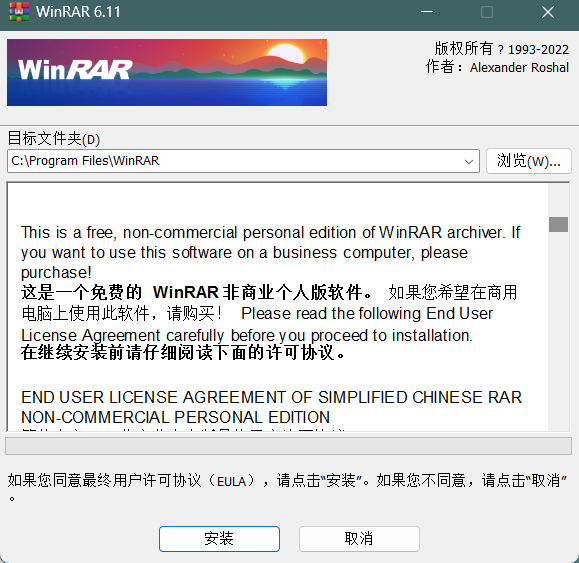 WinRAR 6.11
WinRAR
版权所有 ? 1993-2022
作者：Alexander Roshal
目标文件夹(D)
C:\Program Files\WinRAR
浏览(W)...
This is a free, non-commercial personal edition of WinRAR archiver. If
you want to use this software on a business computer, please
purchase!
这是一个免费的 WinRAR 非商业个人版软件。 如果您希望在商用
电脑上使用此软件，请购买！ Please read the following End User
License Agreement carefully before you proceed to installation.
在继续安装前请仔细阅读下面的许可协议。
END USER LICENSE AGREEMENT OF SIMPLIFIED CHINESE RAR
NON-COMMERCIAL PERSONAL EDITION
如果您同意最终用户许可协议（EULA），请点击“安装”。如果您不同意，请点击“取消”
。
安装
取消